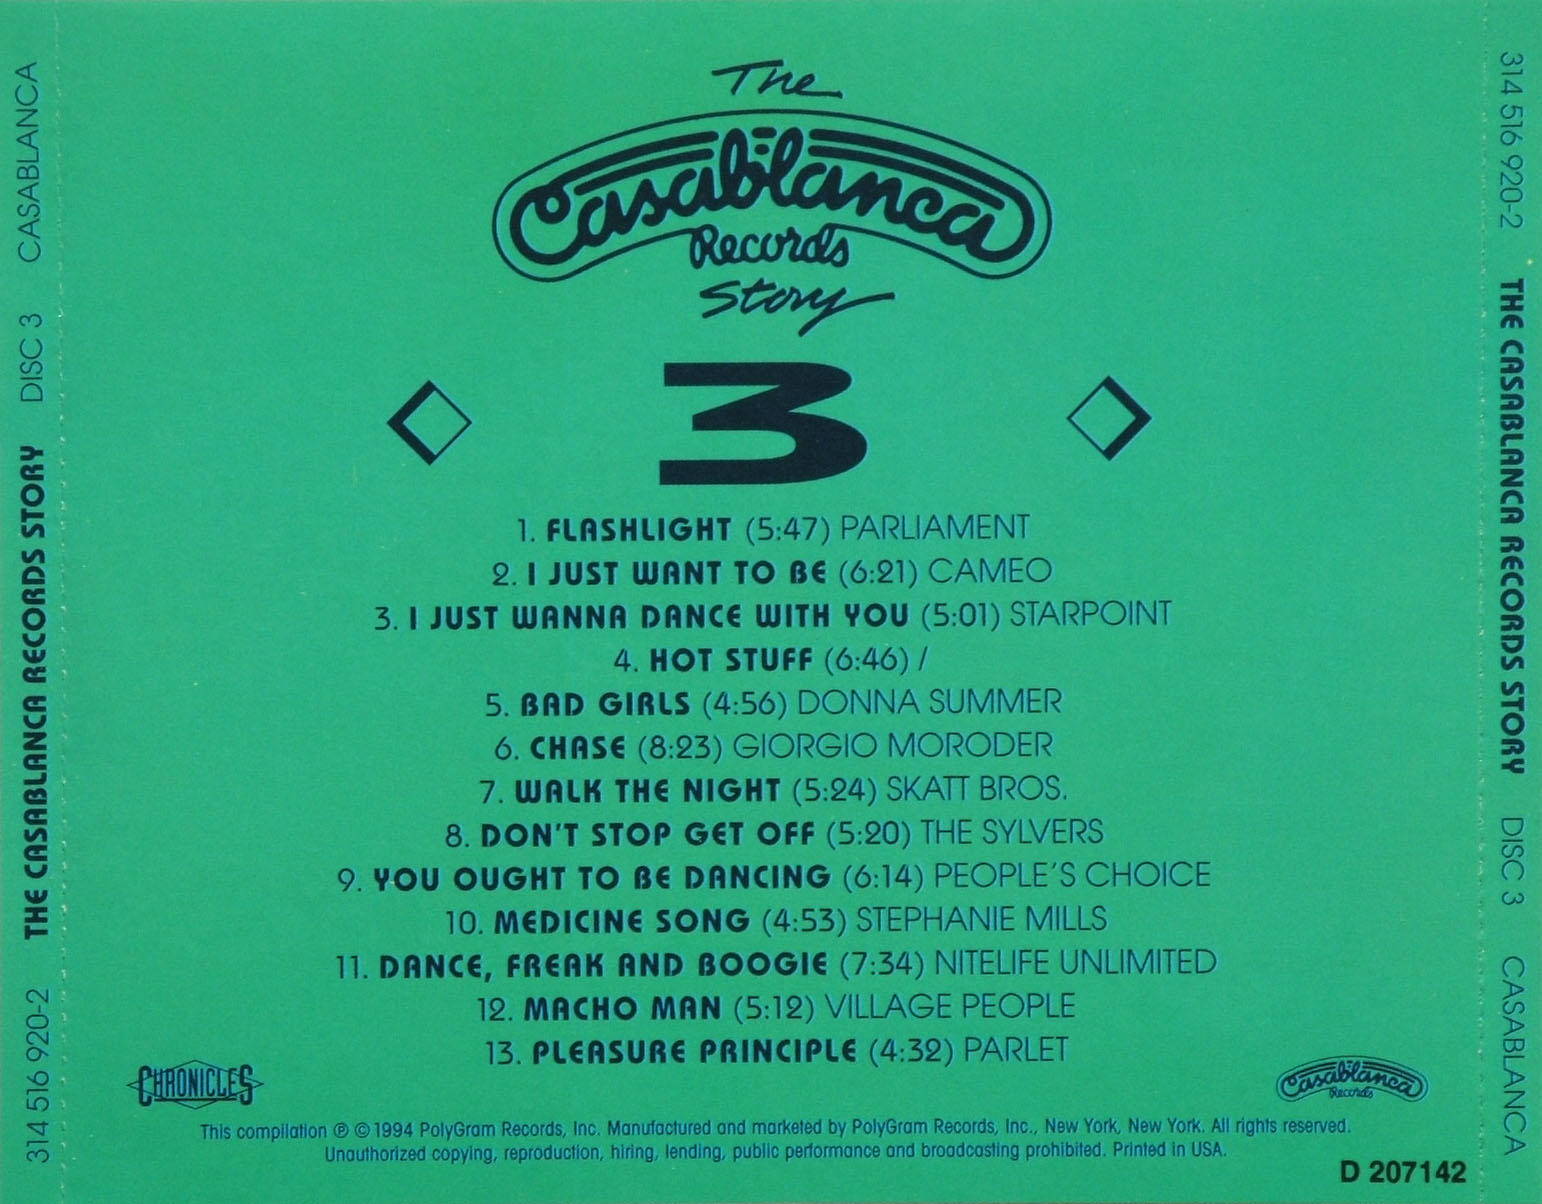 The
Casablanca
Records
Story
3
1. FLASHLIGHT (5:47) PARLIAMENT
2. I JUST WANT TO BE (6:21) CAMEO
3. I JUST WANNA DANCE WITH YOU (5:01) STARPOINT
4. HOT STUFF (6:46) /
5. BAD GIRLS (4:56) DONNA SUMMER
6. CHASE (8:23) GIORGIO MORODER
7. WALK THE NIGHT (5:24) SKATT BROS.
8. DON'T STOP GET OFF (5:20) THE SYLVERS
9. YOU OUGHT TO BE DANCING (6:14) PEOPLE'S CHOICE
10. MEDICINE SONG (4:53) STEPHANIE MILLS
11. DANCE, FREAK AND BOOGIE (7:34) NITELIFE UNLIMITED
12. MACHO MAN (5:12) VILLAGE PEOPLE
13. PLEASURE PRINCIPLE (4:32) PARLET
CHRONICLES
Casablanca
Records
This compilation ℗ © 1994 PolyGram Records, Inc. Manufactured and marketed by PolyGram Records, Inc., New York, New York. All rights reserved.
Unauthorized copying, reproduction, hiring, lending, public performance and broadcasting prohibited. Printed in USA.
D 207142
314 516 920-2 THE CASABLANCA RECORDS STORY DISC 3 CASABLANCA
314 516 920-2 THE CASABLANCA RECORDS STORY DISC 3 CASABLANCA